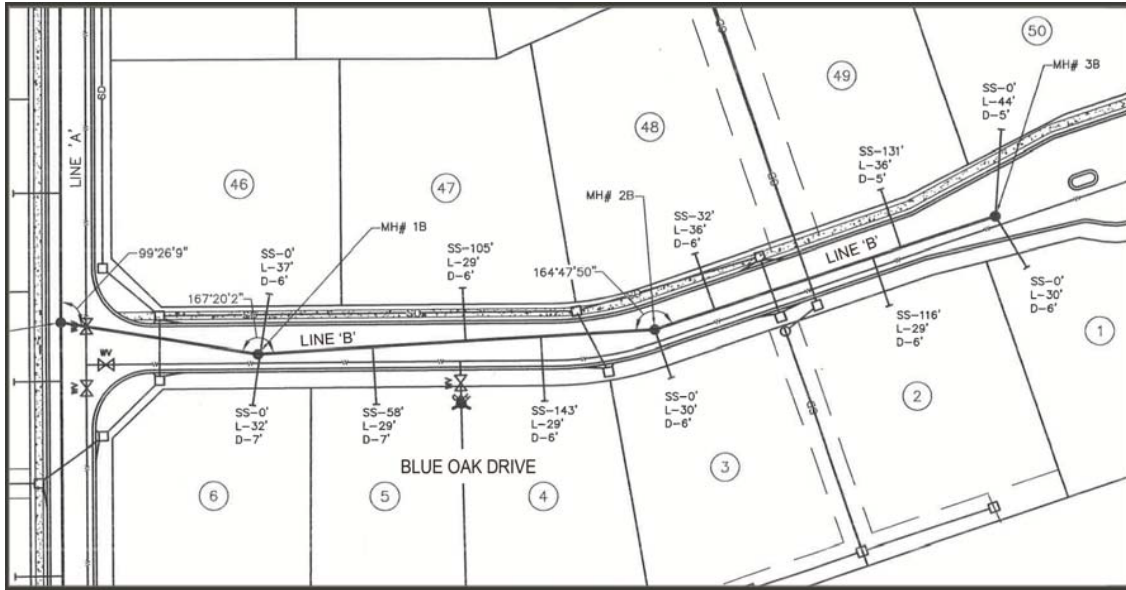 50
MH# 3B
49
SS-0'
L-44'
D-5'
SD
LINE 'A'
48
SS-131'
L-36'
D-5'
46
47
MH# 2B
SS-32'
L-36'
D-6'
MH# 1B
99°26'9"
SS-0'
L-37'
D-6'
SS-105'
L-29'
D-6'
LINE 'B'
167°20'2"
164°47'50"
SS-0'
L-30'
D-6'
LINE 'B'
SD
WV
WV
WV
WV
SS-116'
L-29'
D-6'
1
SS-0'
L-32'
D-7'
SS-58'
L-29'
D-7'
SS-143'
L-29'
D-6'
SS-0'
L-30'
D-6'
2
BLUE OAK DRIVE
3
6
5
4